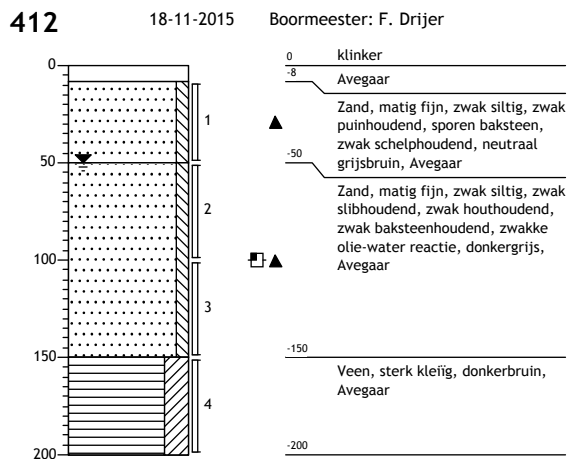 412 18-11-2015 Boormeester: F. Drijer
0
50
100
150
200
1
2
3
4
0 klinker
-8 Avegaar
Zand, matig fijn, zwak siltig, zwak
puinhoudend, sporen baksteen,
zwak schelphoudend, neutraal
grijsbruin, Avegaar
-50
Zand, matig fijn, zwak siltig, zwak
slibhoudend, zwak houthoudend,
zwak baksteenhoudend, zwakke
olie-water reactie, donkergrijs,
Avegaar
-150
Veen, sterk kleiïg, donkerbruin,
Avegaar
-200